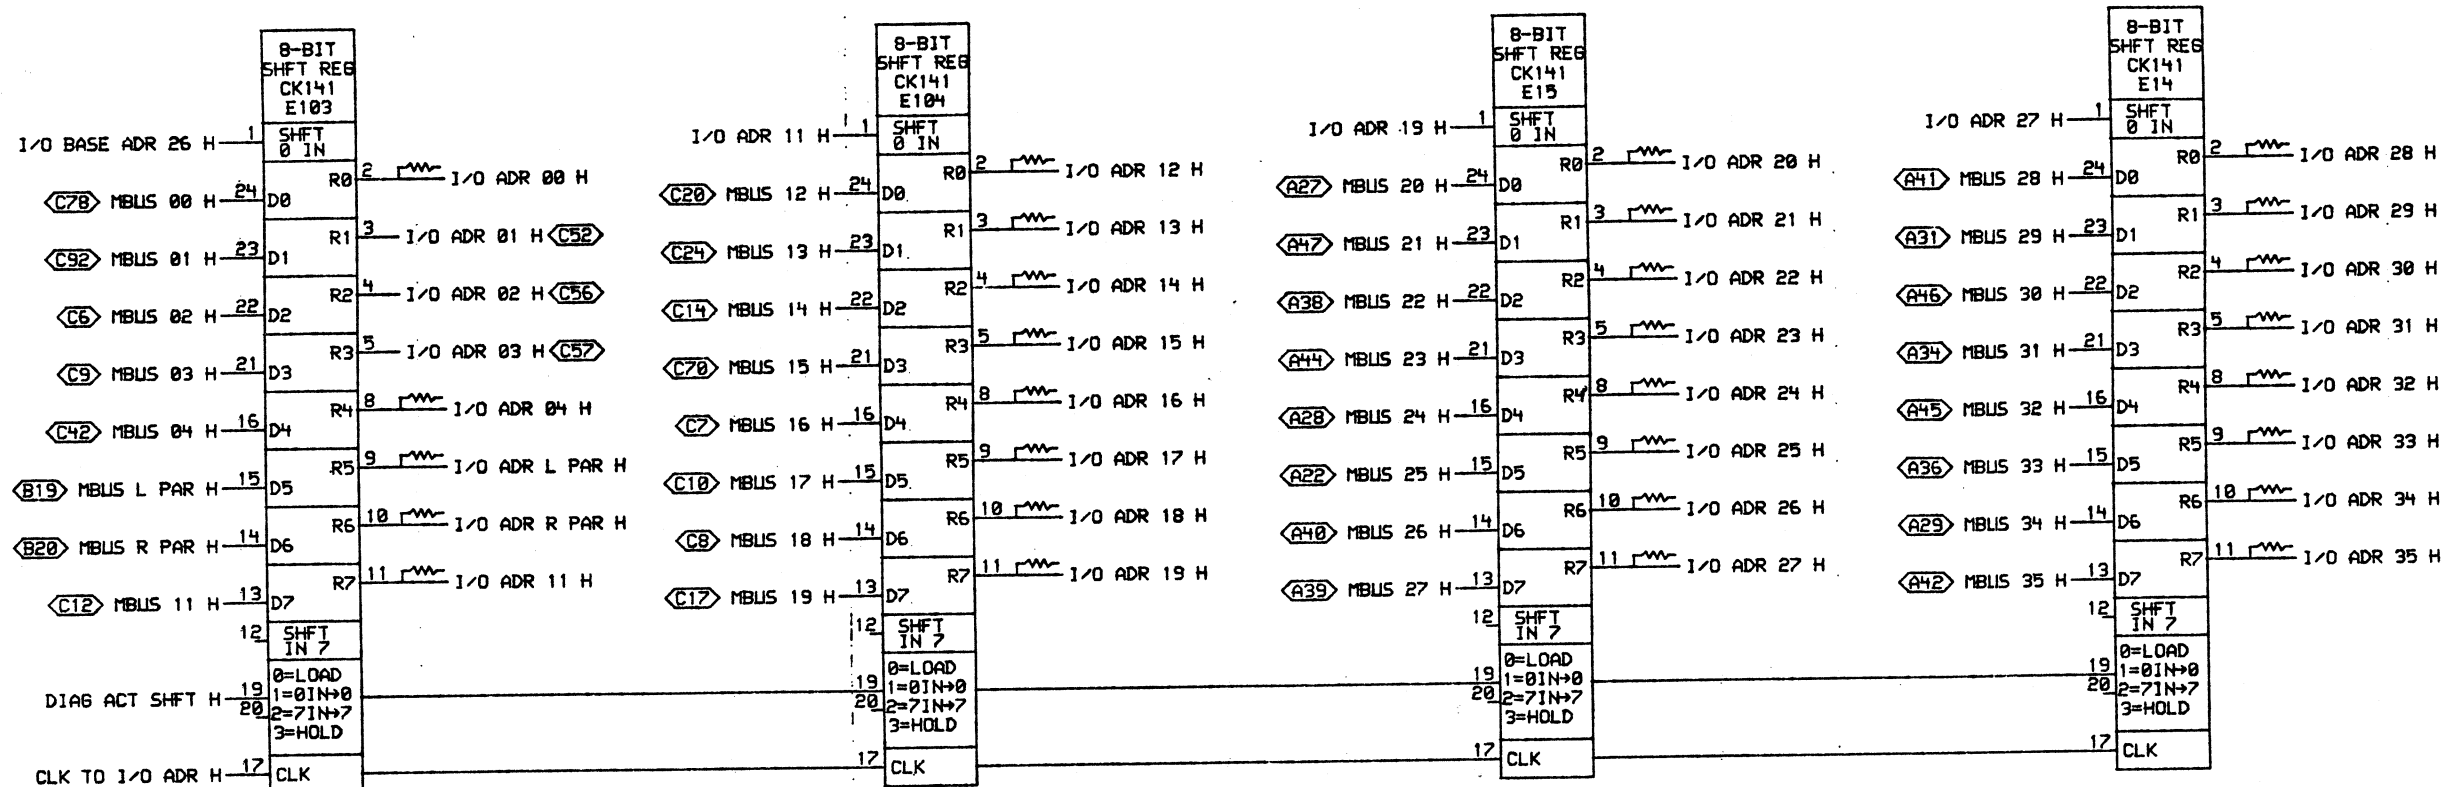 8-BIT
SHFT REG
CK141
E103
I/O BASE ADR 26 H 1 SHFT
0 IN
R0 2 I/O ADR 00 H
C78 MBUS 00 H 24 D0
R1 3 I/O ADR 01 H C52
C92 MBUS 01 H 23 D1
R2 4 I/O ADR 02 H C56
C6 MBUS 02 H 22 D2
R3 5 I/O ADR 03 H C57
C9 MBUS 03 H 21 D3
R4 8 I/O ADR 04 H
C42 MBUS 04 H 16 D4
R5 9 I/O ADR L PAR H
B19 MBUS L PAR H 15 D5
R6 10 I/O ADR R PAR H
B20 MBUS R PAR H 14 D6
R7 11 I/O ADR 11 H
C12 MBUS 11 H 13 D7
12 SHFT
IN 7
0=LOAD
DIAG ACT SHFT H 19 1=0IN→0
20 2=7IN→7
3=HOLD
CLK TO I/O ADR H 17 CLK
8-BIT
SHFT REG
CK141
E104
I/O ADR 11 H 1 SHFT
0 IN
R0 2 I/O ADR 12 H
C20 MBUS 12 H 24 D0
R1 3 I/O ADR 13 H
C24 MBUS 13 H 23 D1
R2 4 I/O ADR 14 H
C14 MBUS 14 H 22 D2
R3 5 I/O ADR 15 H
C70 MBUS 15 H 21 D3
R4 8 I/O ADR 16 H
C7 MBUS 16 H 16 D4
R5 9 I/O ADR 17 H
C10 MBUS 17 H 15 D5
R6 10 I/O ADR 18 H
C8 MBUS 18 H 14 D6
R7 11 I/O ADR 19 H
C17 MBUS 19 H 13 D7
12 SHFT
IN 7
0=LOAD
19 1=0IN→0
20 2=7IN→7
3=HOLD
17 CLK
8-BIT
SHFT REG
CK141
E15
I/O ADR 19 H 1 SHFT
0 IN
R0 2 I/O ADR 20 H
A27 MBUS 20 H 24 D0
R1 3 I/O ADR 21 H
A47 MBUS 21 H 23 D1
R2 4 I/O ADR 22 H
A38 MBUS 22 H 22 D2
R3 5 I/O ADR 23 H
A44 MBUS 23 H 21 D3
R4 8 I/O ADR 24 H
A28 MBUS 24 H 16 D4
R5 9 I/O ADR 25 H
A22 MBUS 25 H 15 D5
R6 10 I/O ADR 26 H
A40 MBUS 26 H 14 D6
R7 11 I/O ADR 27 H
A39 MBUS 27 H 13 D7
12 SHFT
IN 7
0=LOAD
19 1=0IN→0
20 2=7IN→7
3=HOLD
17 CLK
8-BIT
SHFT REG
CK141
E14
I/O ADR 27 H 1 SHFT
0 IN
R0 2 I/O ADR 28 H
A41 MBUS 28 H 24 D0
R1 3 I/O ADR 29 H
A31 MBUS 29 H 23 D1
R2 4 I/O ADR 30 H
A46 MBUS 30 H 22 D2
R3 5 I/O ADR 31 H
A34 MBUS 31 H 21 D3
R4 8 I/O ADR 32 H
A45 MBUS 32 H 16 D4
R5 9 I/O ADR 33 H
A36 MBUS 33 H 15 D5
R6 10 I/O ADR 34 H
A29 MBUS 34 H 14 D6
R7 11 I/O ADR 35 H
A42 MBUS 35 H 13 D7
12 SHFT
IN 7
0=LOAD
19 1=0IN→0
20 2=7IN→7
3=HOLD
17 CLK